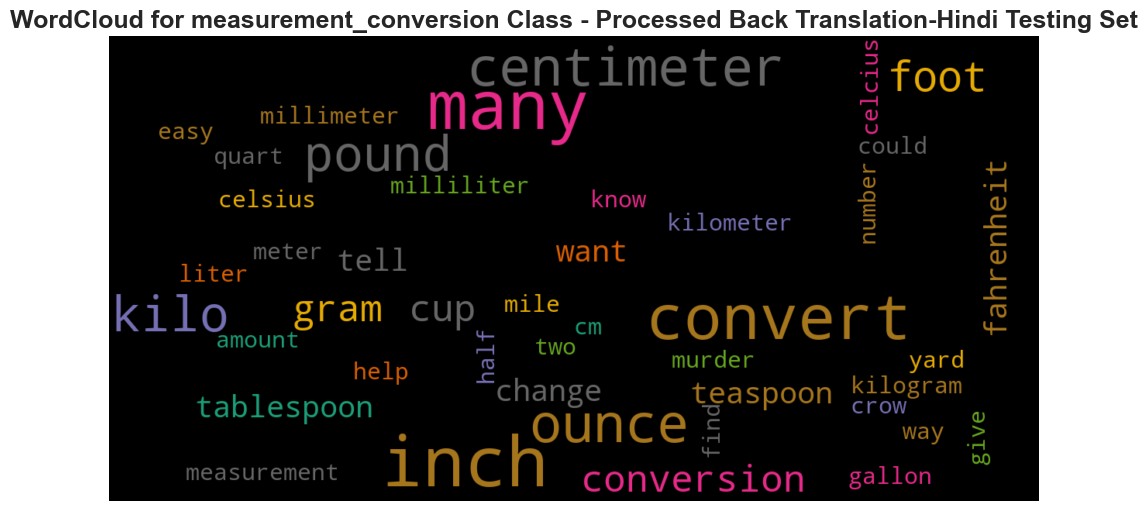 WordCloud for measurement_conversion Class - Processed Back Translation-Hindi Testing Set
centimeter
many
foot
celcius
millimeter
easy
quart
pound
could
milliliter
celsius
know
number
kilometer
fahrenheit
meter
tell
want
liter
kilo
gram
cup
mile
convert
cm
amount
half
two
murder
yard
help
change
teaspoon
kilogram
tablespoon
crow
ounce
find
way
give
inch
measurement
conversion
gallon